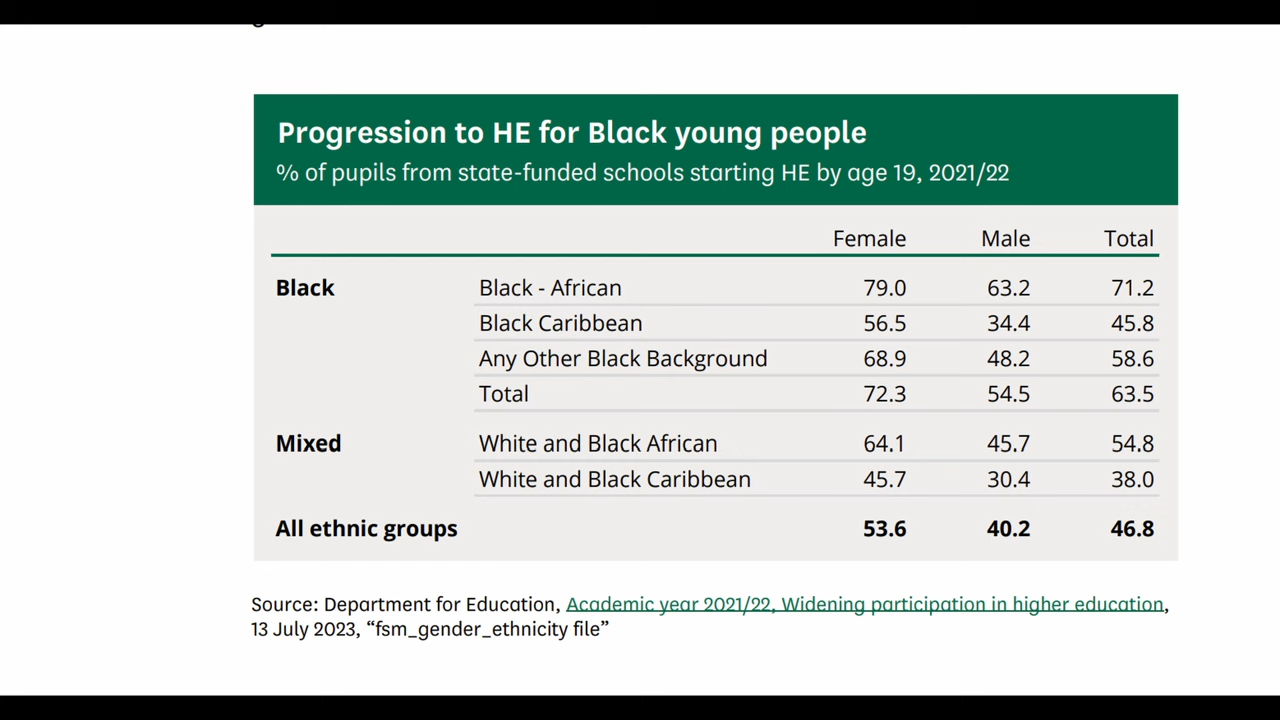 Progression to HE for Black young people
% of pupils from state-funded schools starting HE by age 19, 2021/22
Female Male Total
Black Black - African 79.0 63.2 71.2
Black Caribbean 56.5 34.4 45.8
Any Other Black Background 68.9 48.2 58.6
Total 72.3 54.5 63.5
Mixed White and Black African 64.1 45.7 54.8
White and Black Caribbean 45.7 30.4 38.0
All ethnic groups 53.6 40.2 46.8
Source: Department for Education, Academic year 2021/22, Widening participation in higher education,
13 July 2023, “fsm_gender_ethnicity file”